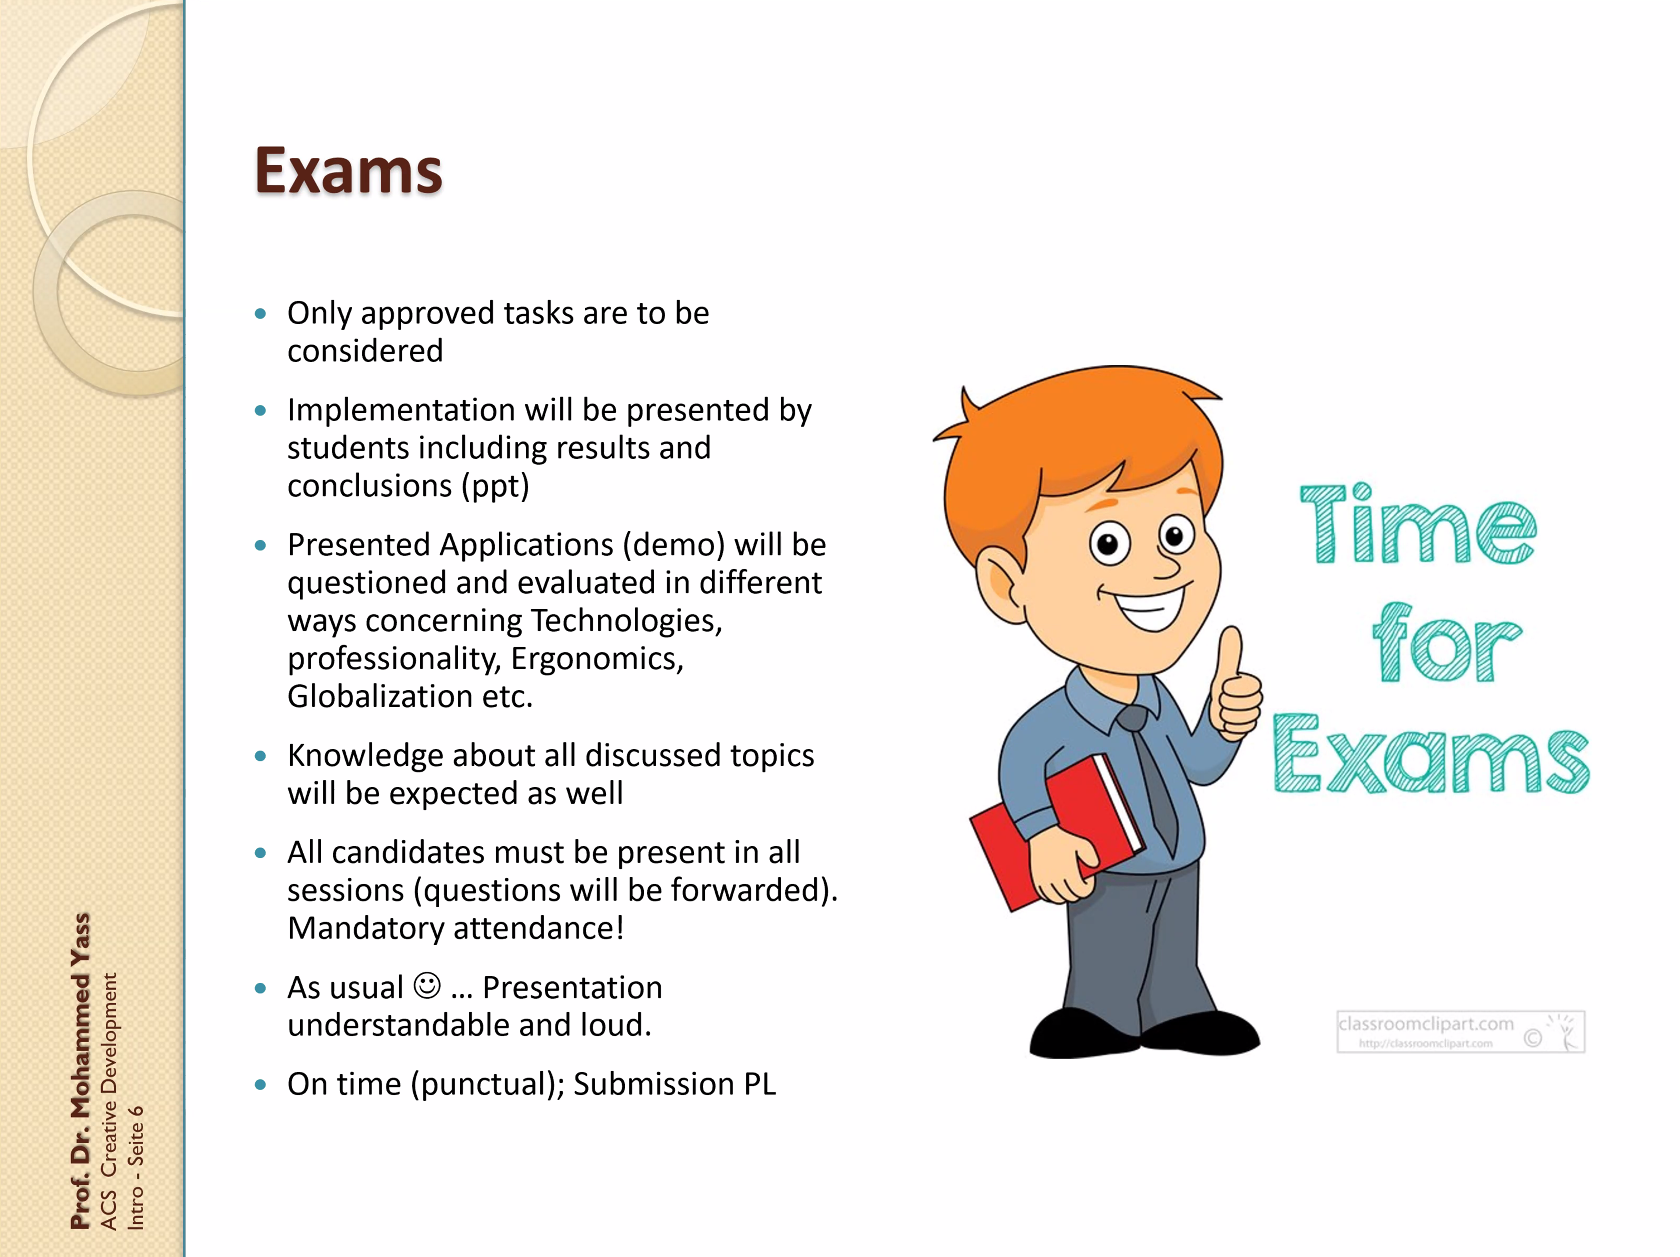 Exams
• Only approved tasks are to be
considered
• Implementation will be presented by
students including results and
conclusions (ppt)
• Presented Applications (demo) will be
questioned and evaluated in different
ways concerning Technologies,
professionality, Ergonomics,
Globalization etc.
• Knowledge about all discussed topics
will be expected as well
• All candidates must be present in all
sessions (questions will be forwarded).
Mandatory attendance!
• As usual ☺ … Presentation
understandable and loud.
• On time (punctual); Submission PL
Time
for
Exams
classroomclipart.com ©
http://classroomclipart.com
Prof. Dr. Mohammed Yass
ACS Creative Development
Intro - Seite 6